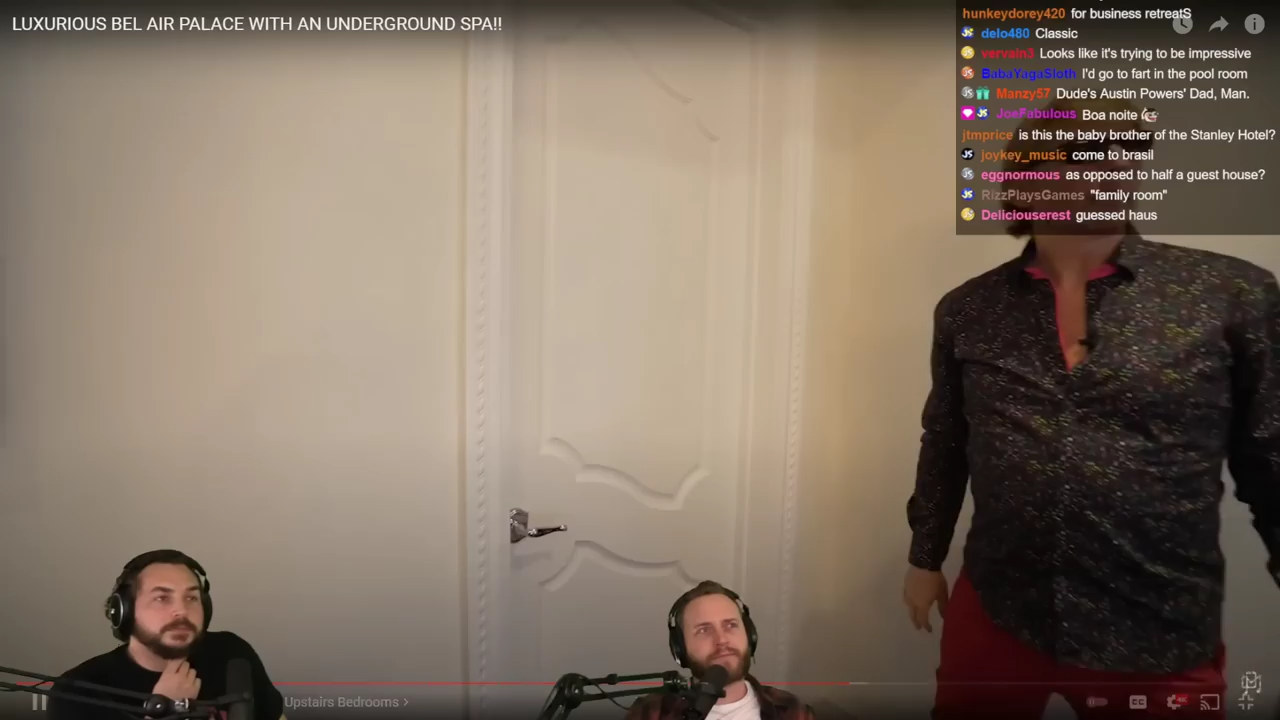 LUXURIOUS BEL AIR PALACE WITH AN UNDERGROUND SPA!!
hunkeydorey420 for business retreatS
delo480 Classic
vervain3 Looks like it's trying to be impressive
BabaYagaSloth I'd go to fart in the pool room
Manzy57 Dude's Austin Powers' Dad, Man.
JoeFabulous Boa noite
jtmprice is this the baby brother of the Stanley Hotel?
joykey_music come to brasil
eggnormous as opposed to half a guest house?
RizzPlaysGames "family room"
Deliciouserest guessed haus
Upstairs Bedrooms
CC